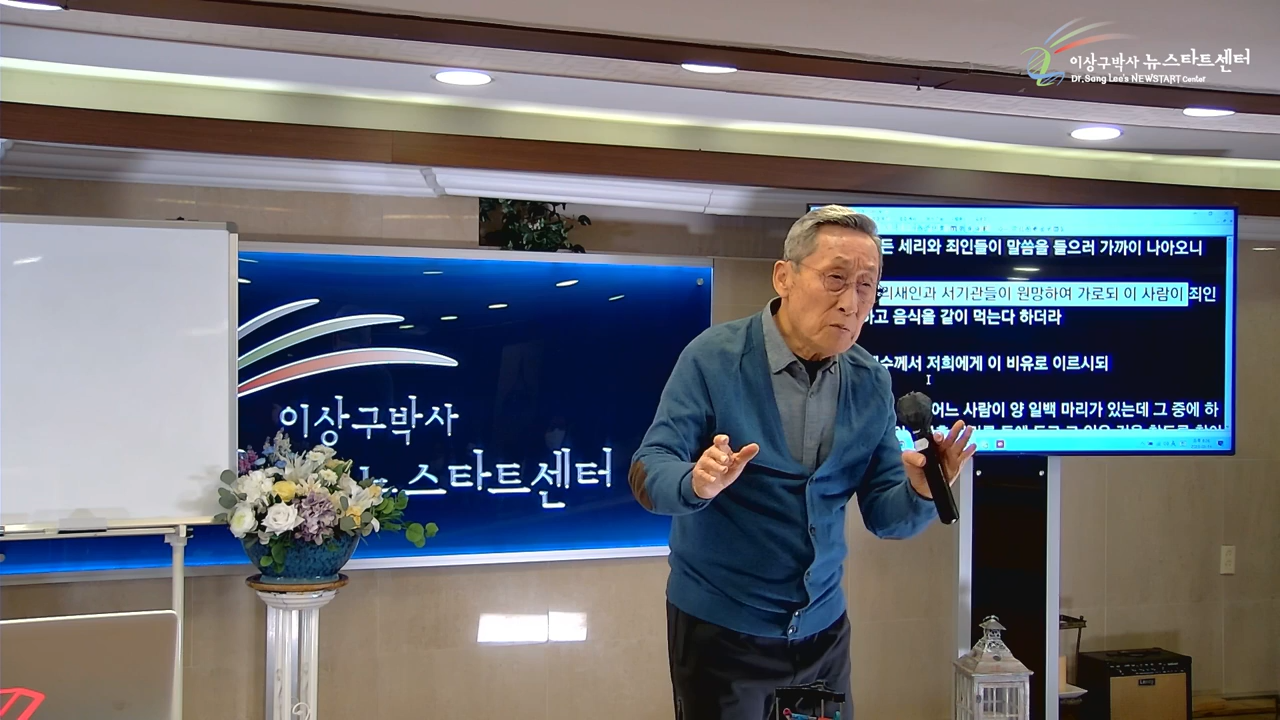 이상구박사 뉴스타트센터
Dr. Sang Lee's NEWSTART Center
든 세리와 죄인들이 말씀을 들으러 가까이 나아오니
리새인과 서기관들이 원망하여 가로되 이 사람이 죄인
하고 음식을 같이 먹는다 하더라
수께서 저희에게 이 비유로 이르시되
어느 사람이 양 일백 마리가 있는데 그 중에 하
이상구박사
뉴스타트센터